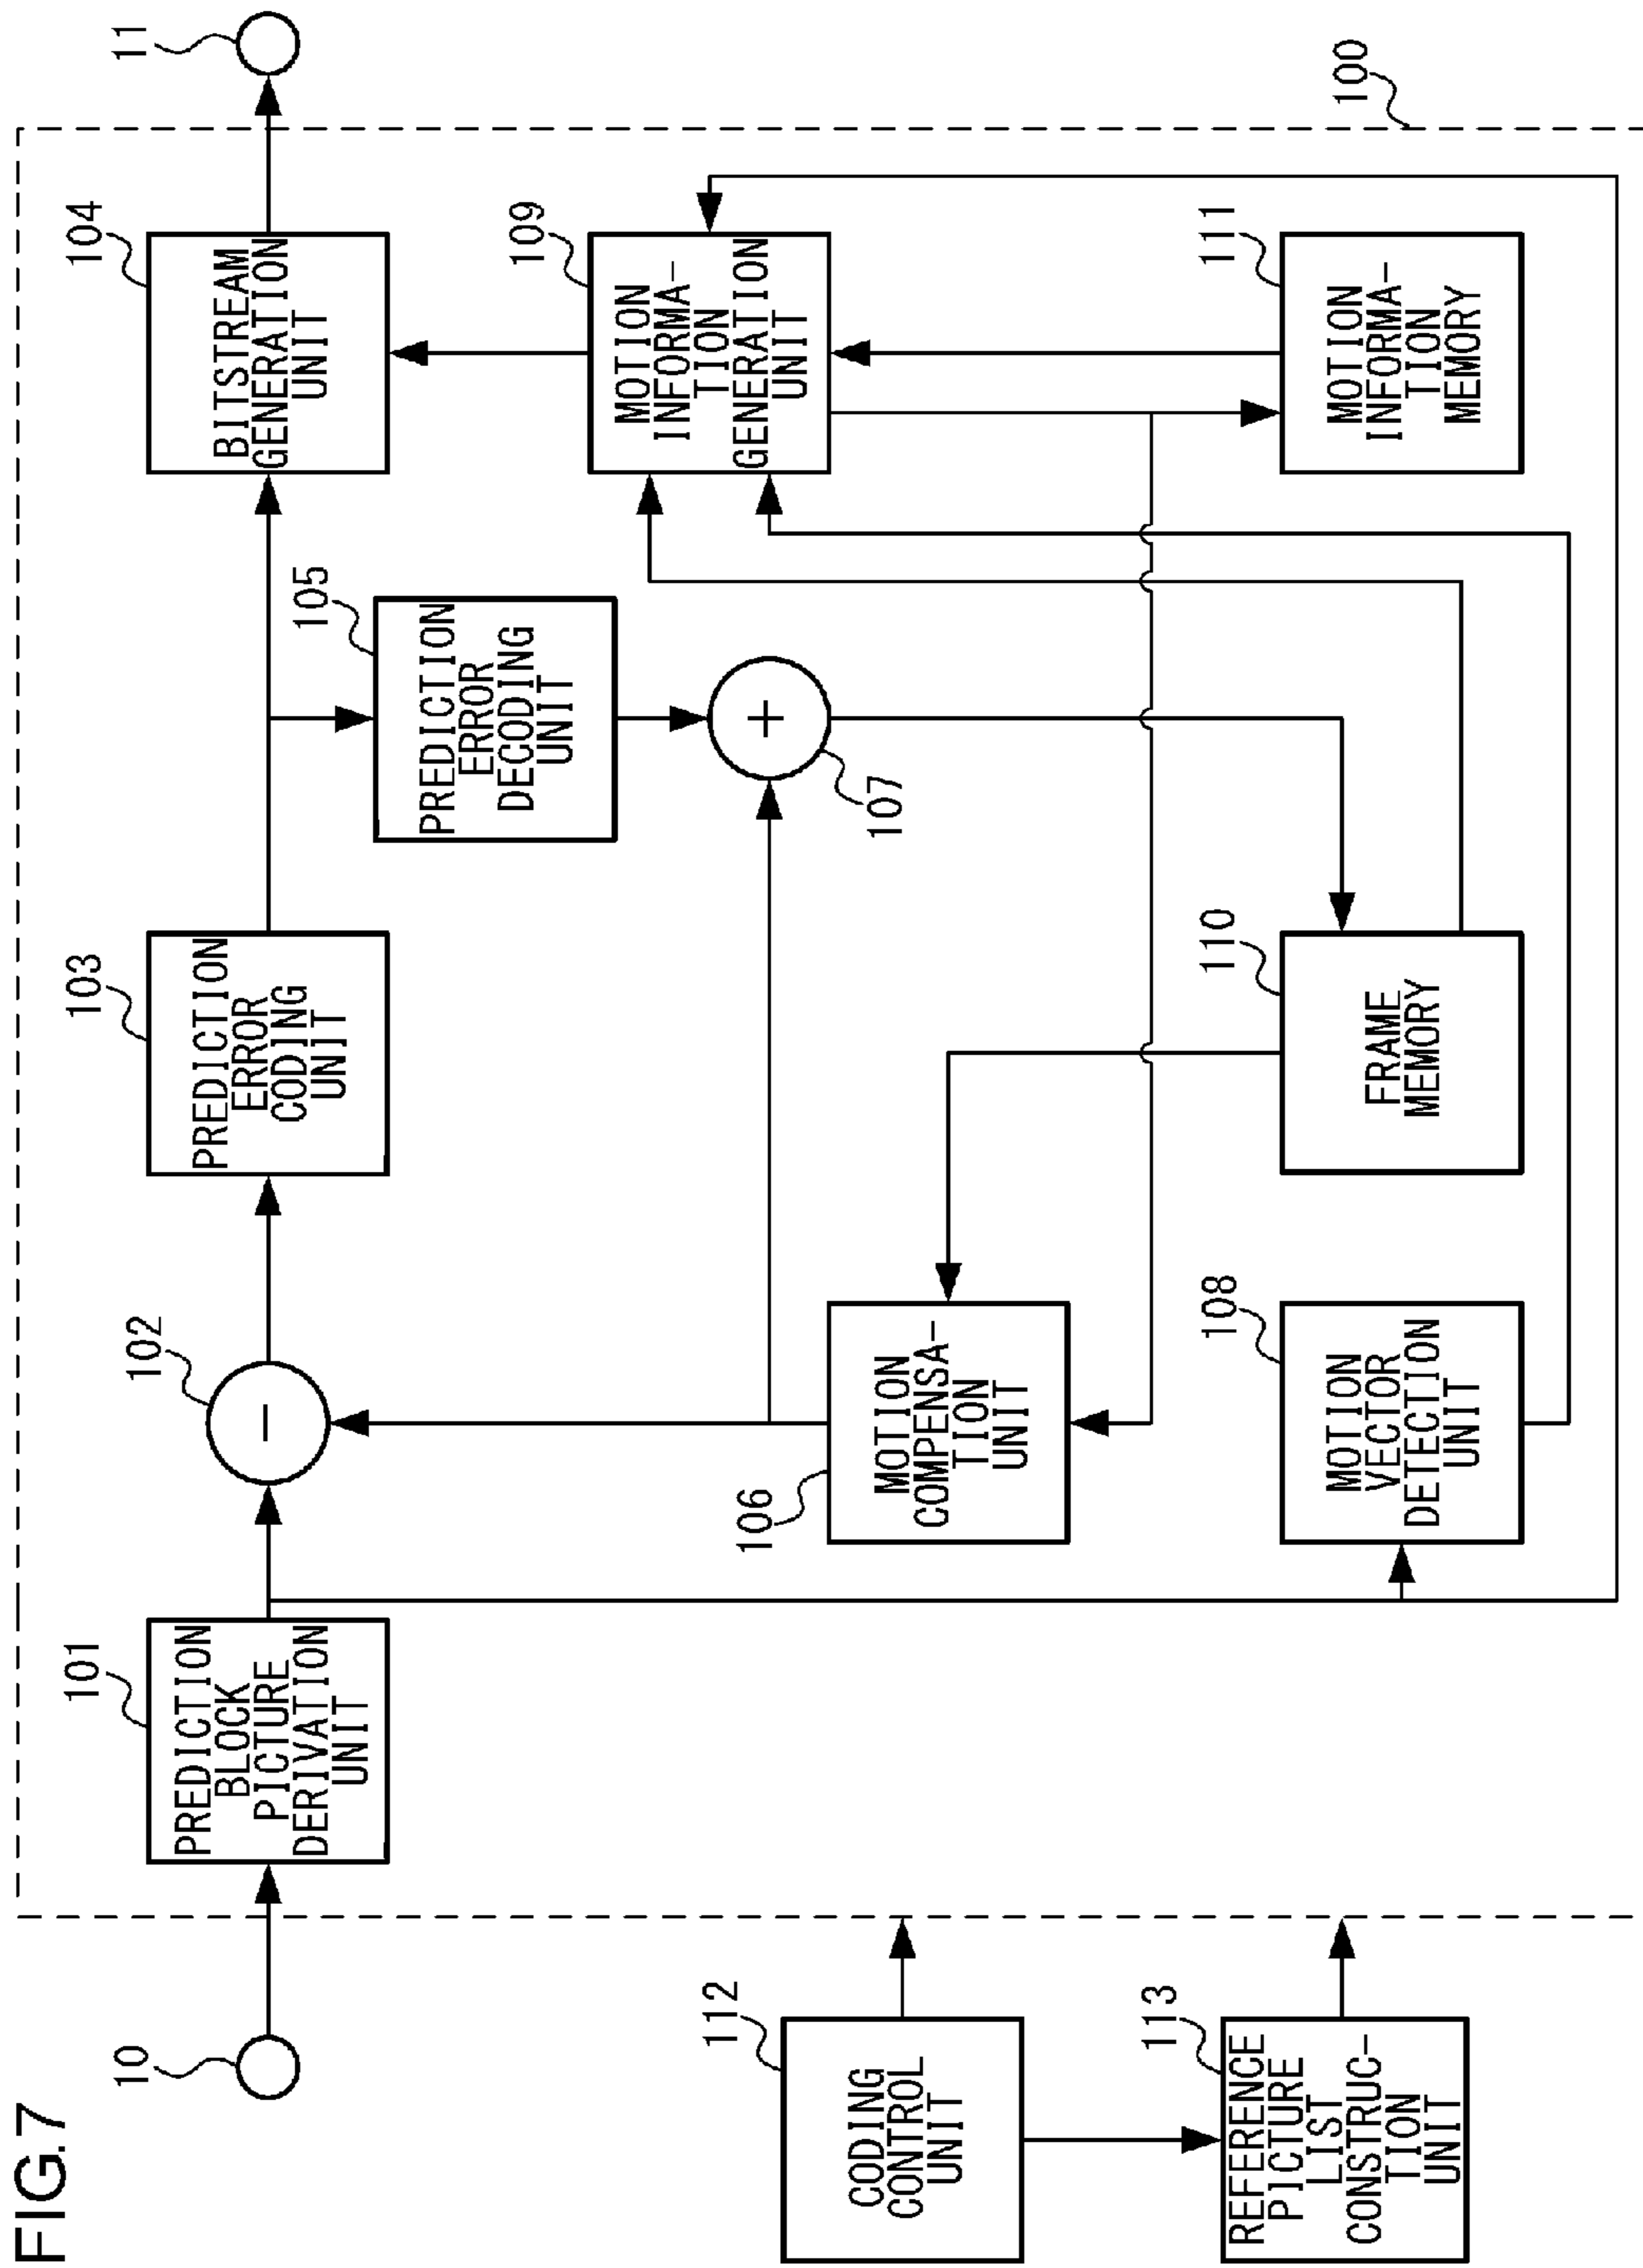 FIG.7
10
101
PREDICTION
BLOCK
PICTURE
DERIVATION
UNIT
102
−
103
PREDICTION
ERROR
CODING
UNIT
104
BITSTREAM
GENERATION
UNIT
11
105
PREDICTION
ERROR
DECODING
UNIT
106
MOTION
COMPENSA-
TION
UNIT
+
107
109
MOTION
INFORMA-
TION
GENERATION
UNIT
112
CODING
CONTROL
UNIT
113
REFERENCE
PICTURE
LIST
CONSTRUC-
TION
UNIT
108
MOTION
VECTOR
DETECTION
UNIT
110
FRAME
MEMORY
111
MOTION
INFORMA-
TION
MEMORY
100